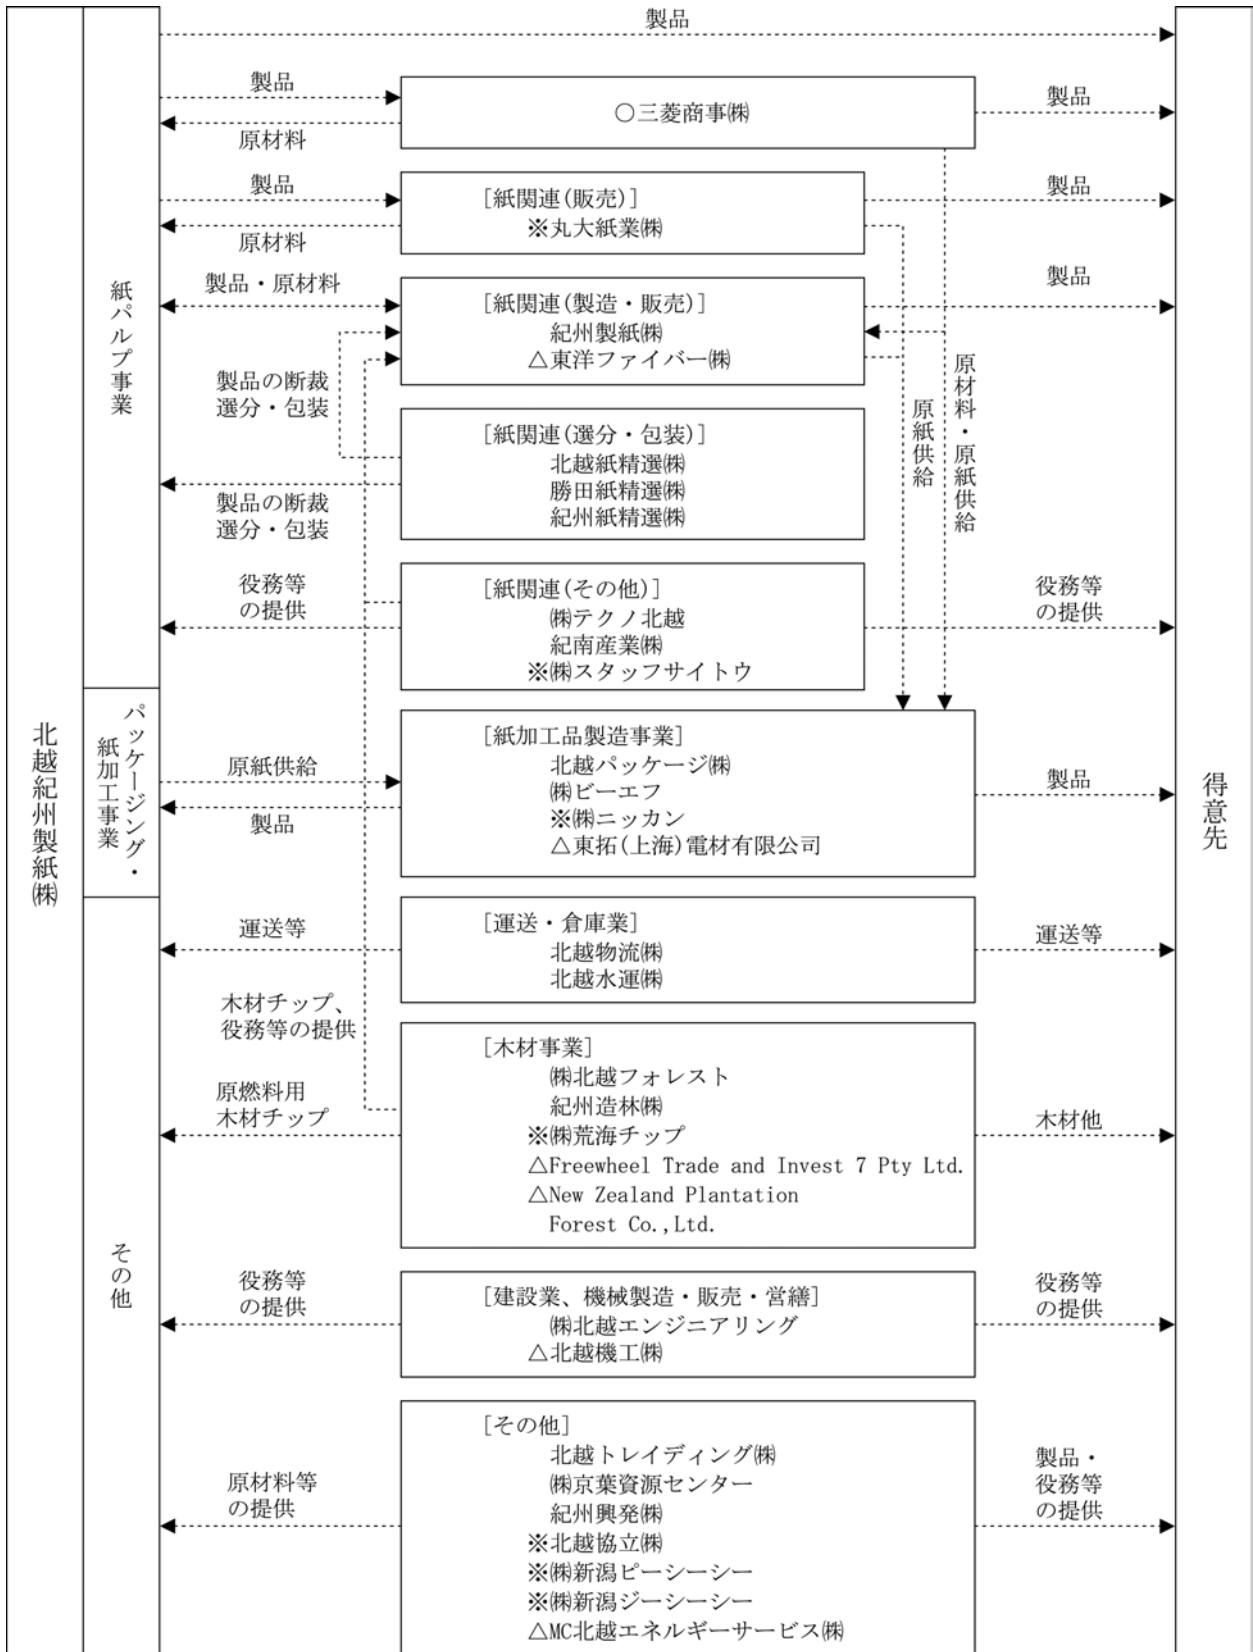 北越紀州製紙㈱
紙パルプ事業
製品
製品
原材料
○三菱商事㈱
製品
製品
原材料
[紙関連(販売)]
※丸大紙業㈱
製品
製品・原材料
[紙関連(製造・販売)]
紀州製紙㈱
△東洋ファイバー㈱
製品
製品の断裁
選分・包装
[紙関連(選分・包装)]
北越紙精選㈱
勝田紙精選㈱
紀州紙精選㈱
製品の断裁
選分・包装
原紙供給
原材料・原紙供給
役務等
の提供
[紙関連(その他)]
㈱テクノ北越
紀南産業㈱
※㈱スタッフサイトウ
役務等
の提供
パッケージング・
紙加工事業
原紙供給
製品
[紙加工品製造事業]
北越パッケージ㈱
㈱ビーエフ
※㈱ニッカン
△東拓(上海)電材有限公司
製品
得意先
その他
運送等
[運送・倉庫業]
北越物流㈱
北越水運㈱
運送等
木材チップ、
役務等の提供
原燃料用
木材チップ
[木材事業]
㈱北越フォレスト
紀州造林㈱
※㈱荒海チップ
△Freewheel Trade and Invest 7 Pty Ltd.
△New Zealand Plantation
Forest Co.,Ltd.
木材他
役務等
の提供
[建設業、機械製造・販売・営繕]
㈱北越エンジニアリング
△北越機工㈱
役務等
の提供
原材料等
の提供
[その他]
北越トレイディング㈱
㈱京葉資源センター
紀州興発㈱
※北越協立㈱
※㈱新潟ピーシーシー
※㈱新潟ジーシーシー
△MC北越エネルギーサービス㈱
製品・
役務等
の提供